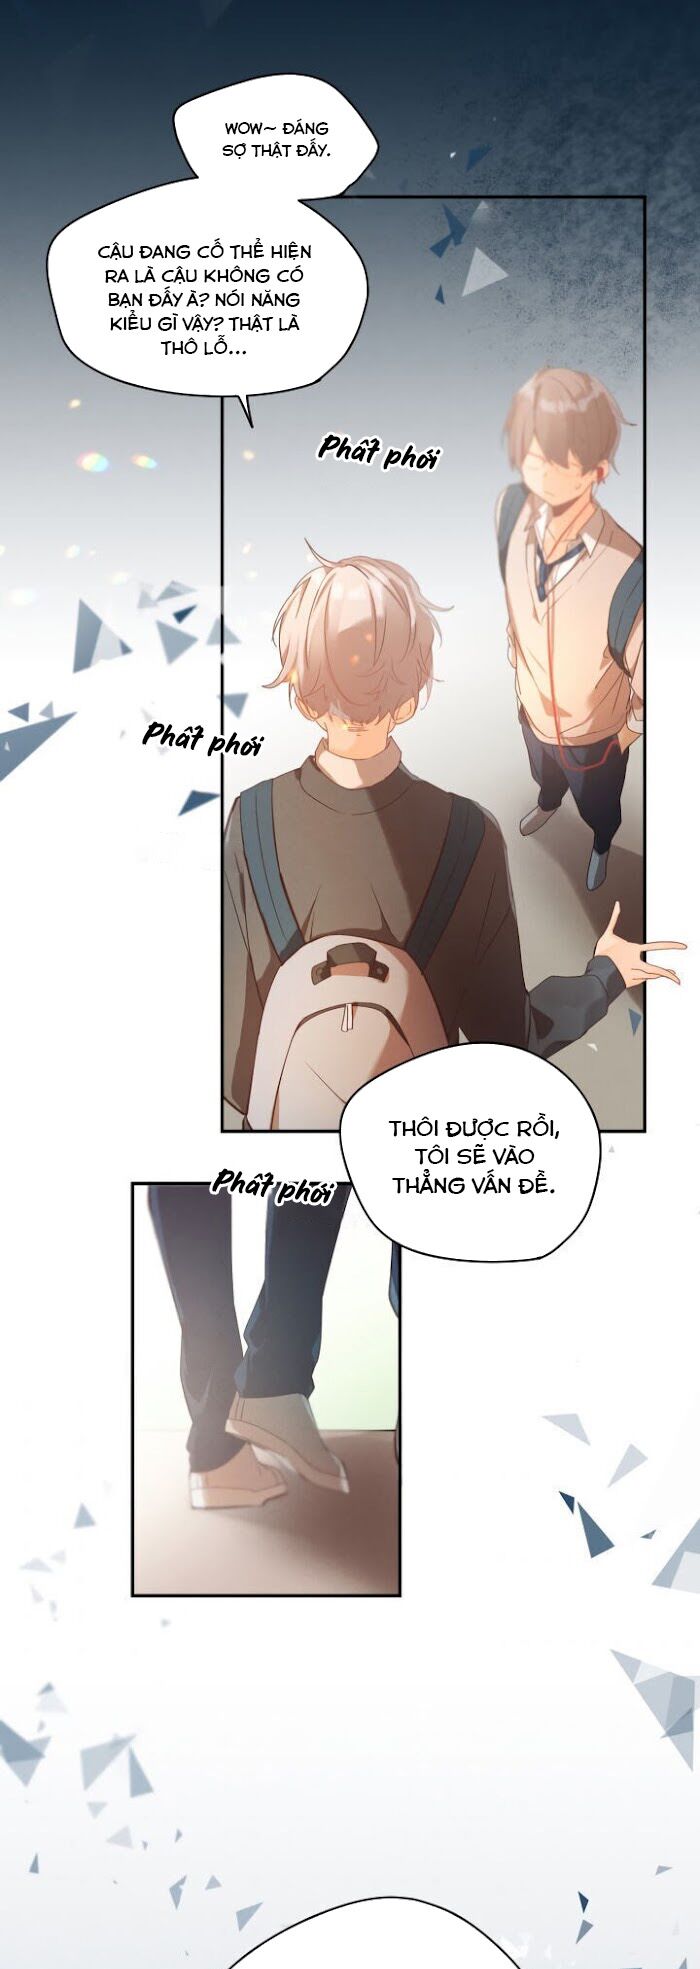 WOW~ ĐÁNG
SỢ THẬT ĐẤY.
CẬU ĐANG CỐ THỂ HIỆN
RA LÀ CẬU KHÔNG CÓ
BẠN ĐẤY À? NÓI NĂNG
KIỂU GÌ VẬY? THẬT LÀ
THÔ LỖ...
Phất phới
Phất phới
THÔI ĐƯỢC RỒI,
TÔI SẼ VÀO
THẲNG VẤN ĐỀ.
Phất phới